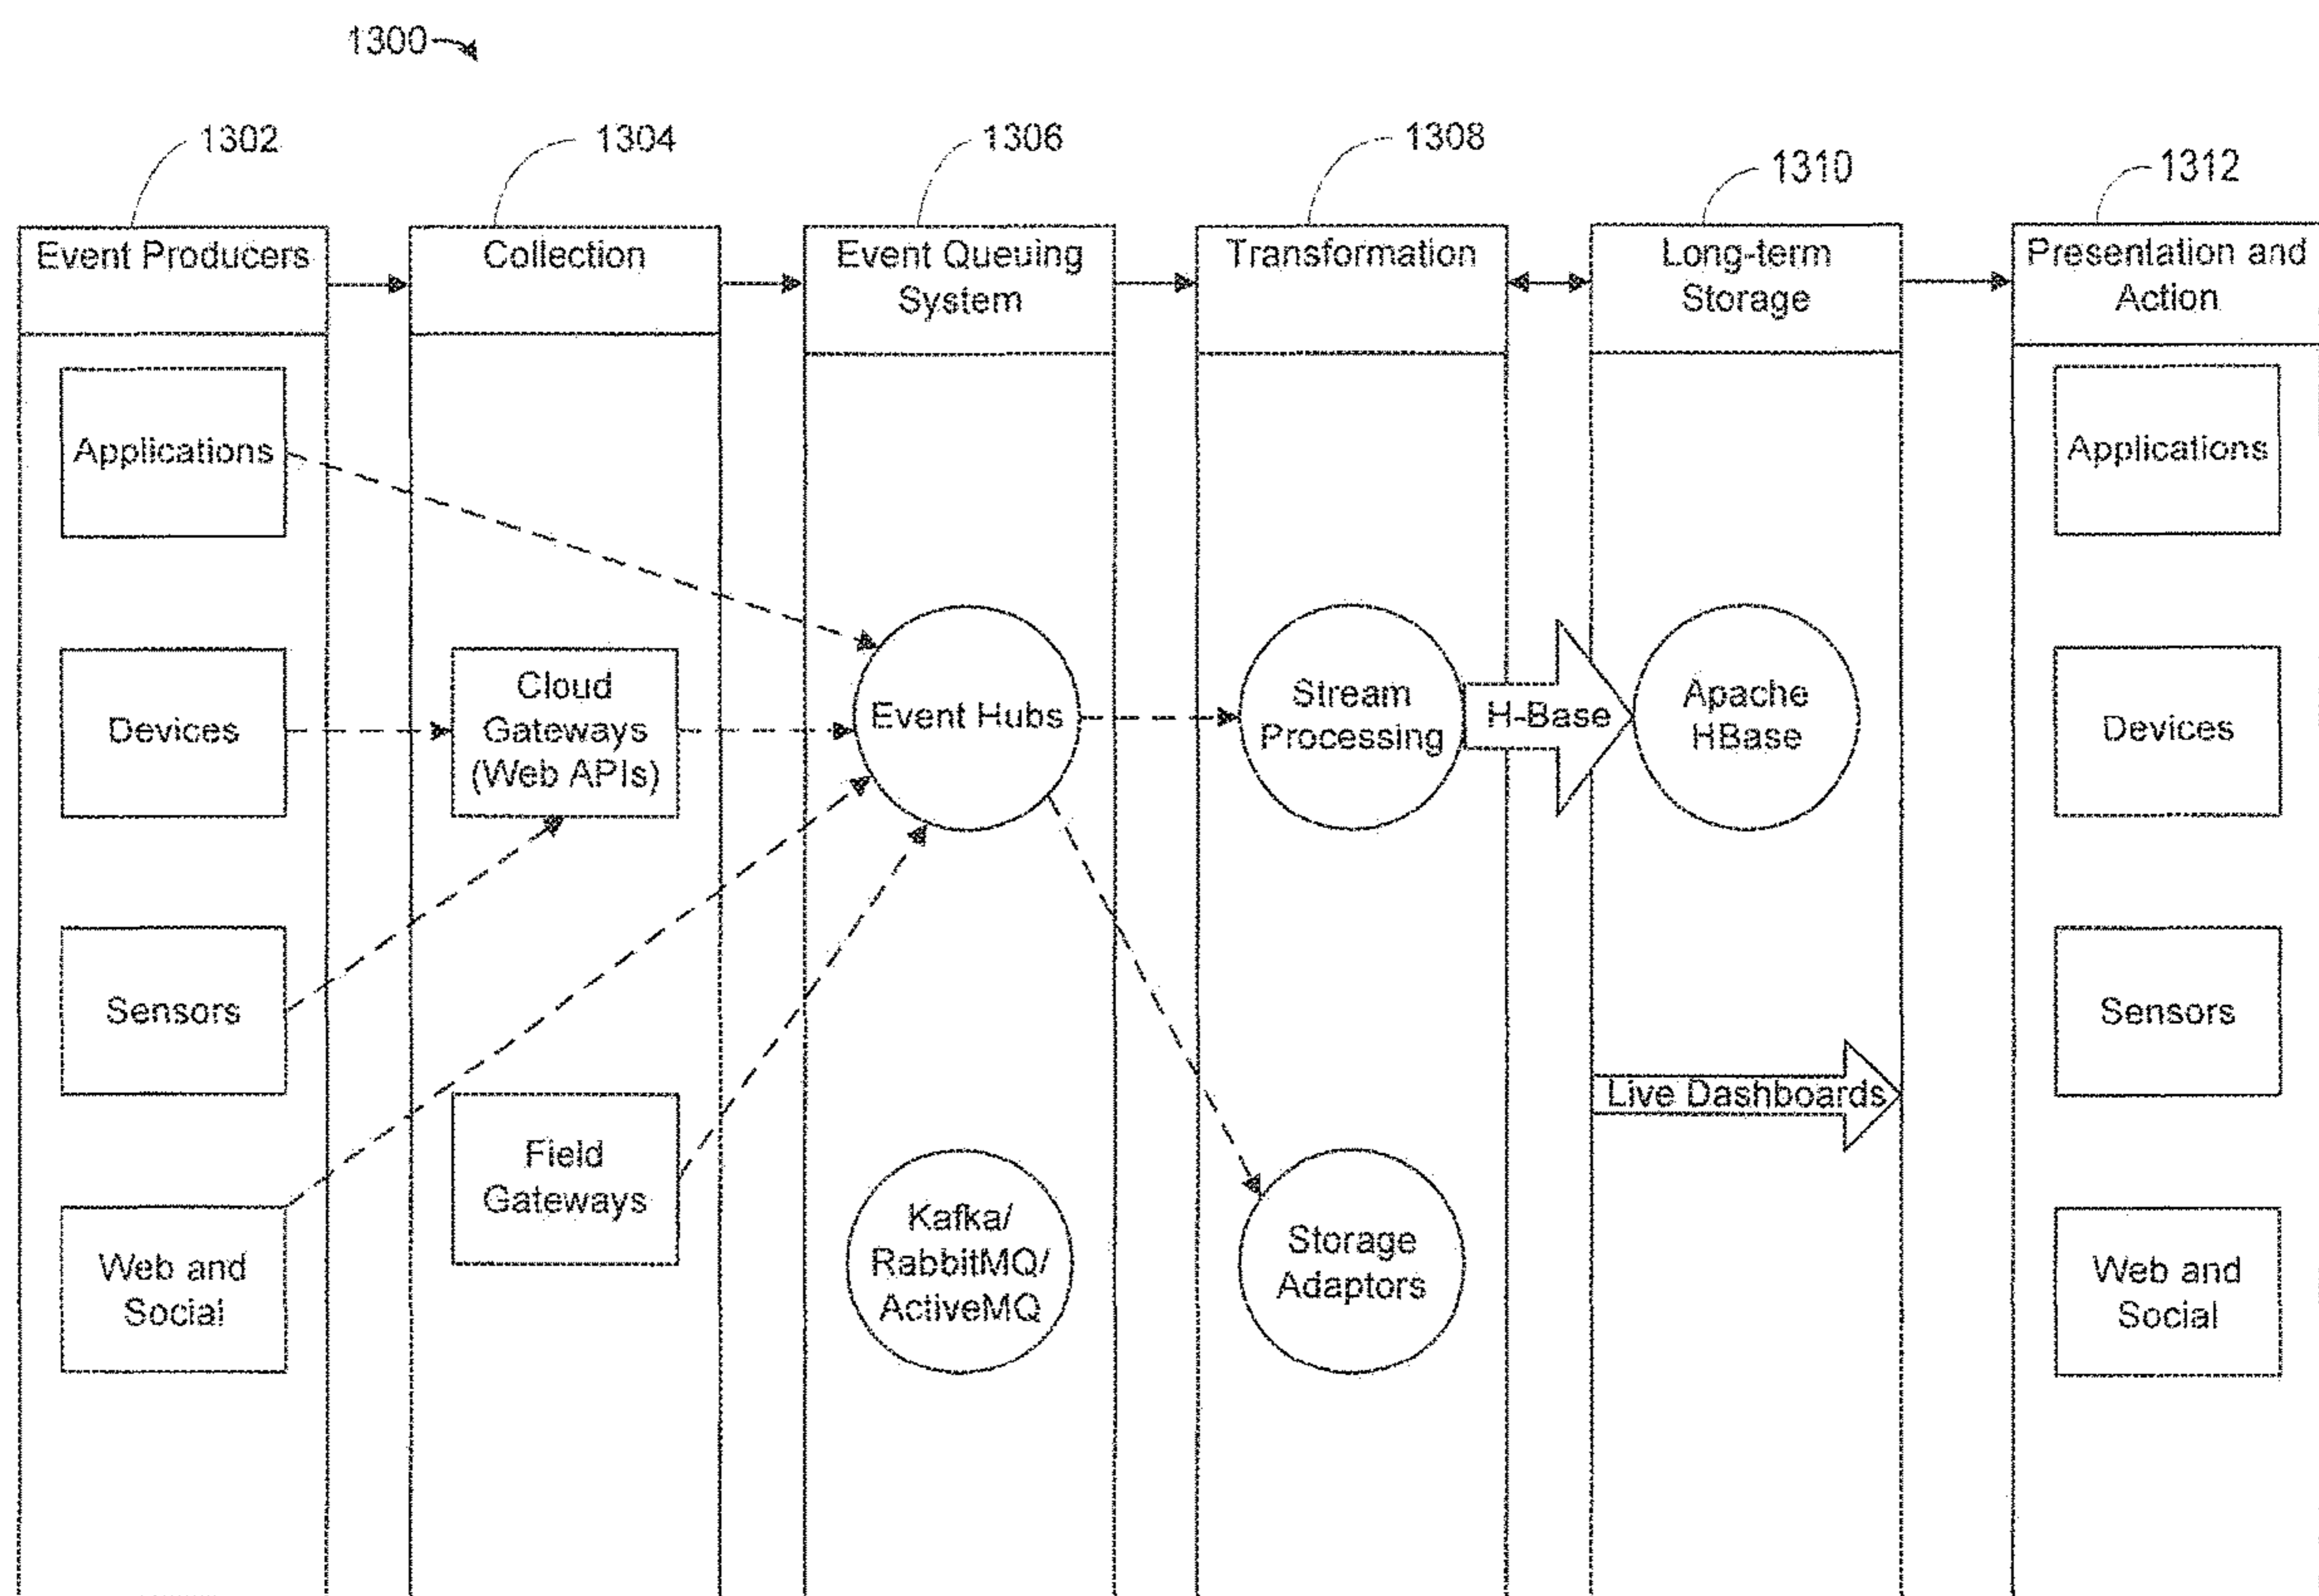 1300
1302
1304
1306
1308
1310
1312
Event Producers
Collection
Event Queuing
System
Transformation
Long-term
Storage
Presentation and
Action
Applications
Devices
Sensors
Web and
Social
Cloud
Gateways
(Web APIs)
Field
Gateways
Event Hubs
Kafka/
RabbitMQ/
ActiveMQ
Stream
Processing
Storage
Adaptors
H-Base
Apache
HBase
Live Dashboards
Applications
Devices
Sensors
Web and
Social